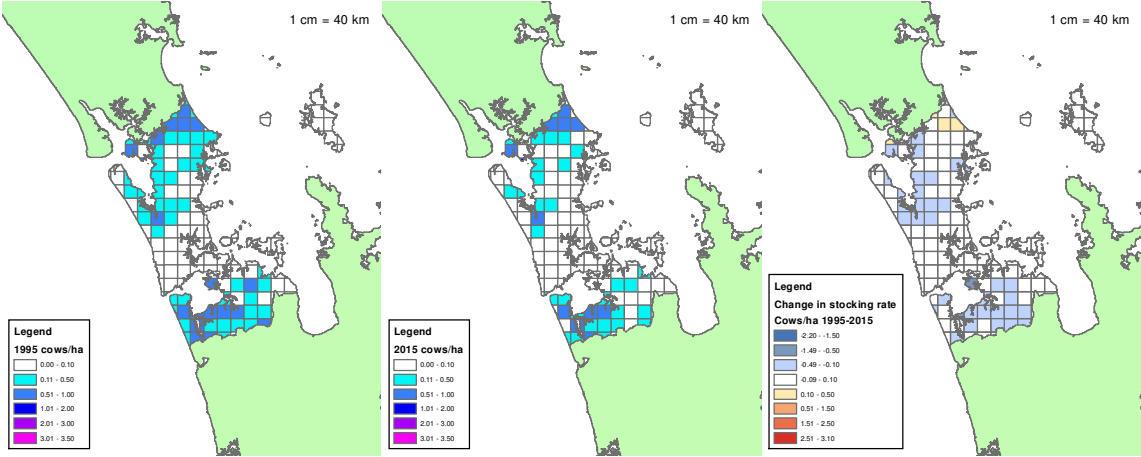 1 cm = 40 km
1 cm = 40 km
1 cm = 40 km
Legend
1995 cows/ha
0.00 - 0.10
0.11 - 0.50
0.51 - 1.00
1.01 - 2.00
2.01 - 3.00
3.01 - 3.50
Legend
2015 cows/ha
0.00 - 0.10
0.11 - 0.50
0.51 - 1.00
1.01 - 2.00
2.01 - 3.00
3.01 - 3.50
Legend
Change in stocking rate
Cows/ha 1995-2015
-2.20 - -1.50
-1.49 - -0.50
-0.49 - -0.10
-0.09 - 0.10
0.10 - 0.50
0.51 - 1.50
1.51 - 2.50
2.51 - 3.10